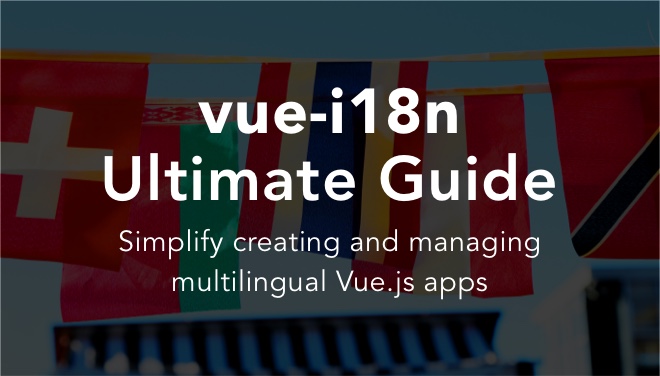 vue-i18n
Ultimate Guide
Simplify creating and managing
multilingual Vue.js apps